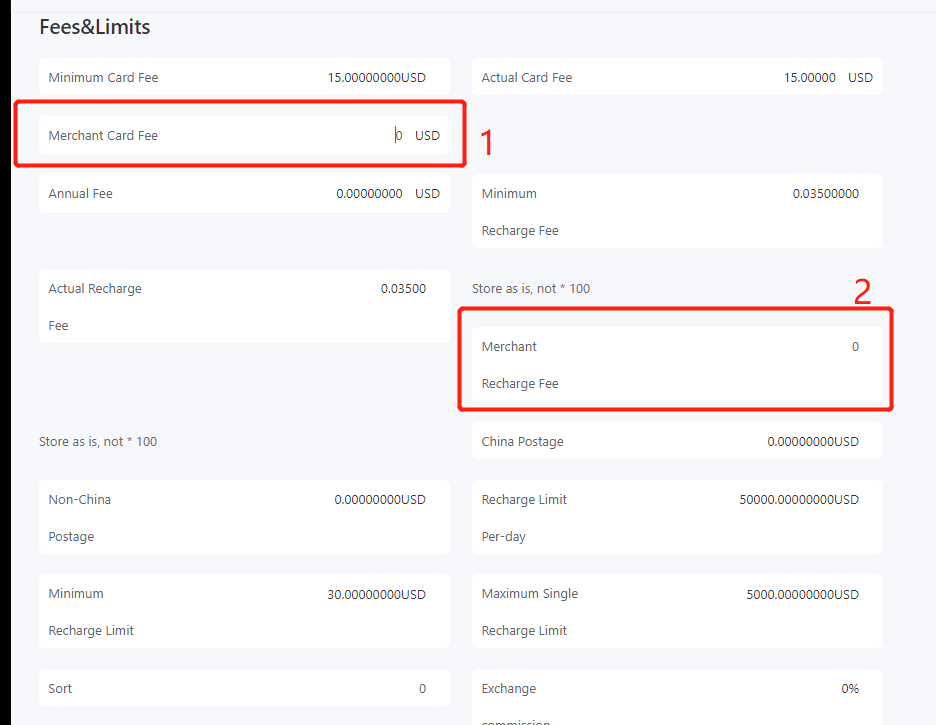 Fees&Limits
Minimum Card Fee 15.00000000USD
Actual Card Fee 15.00000 USD
Merchant Card Fee 0 USD
1
Annual Fee 0.00000000 USD
Minimum 0.03500000
Recharge Fee
Actual Recharge 0.03500
Fee
Store as is, not * 100
2
Merchant 0
Recharge Fee
Store as is, not * 100
China Postage 0.00000000USD
Non-China 0.00000000USD
Postage
Recharge Limit 50000.00000000USD
Per-day
Minimum 30.00000000USD
Recharge Limit
Maximum Single 5000.00000000USD
Recharge Limit
Sort 0
Exchange 0%
commission